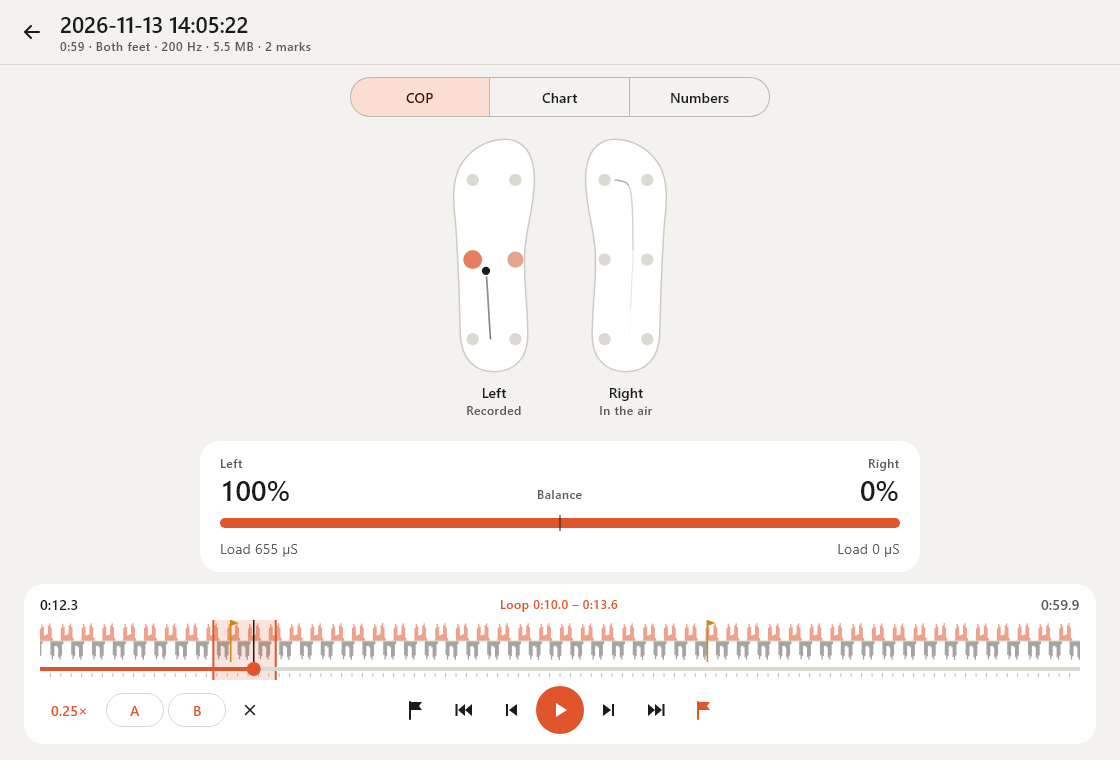 2026-11-13 14:05:22
0:59 · Both feet · 200 Hz · 5.5 MB · 2 marks
COP
Chart
Numbers
Left
Recorded
Right
In the air
Left
Right
100%
Balance
0%
Load 655 µS
Load 0 µS
0:12.3
Loop 0:10.0 – 0:13.6
0:59.9
0.25×
A
B